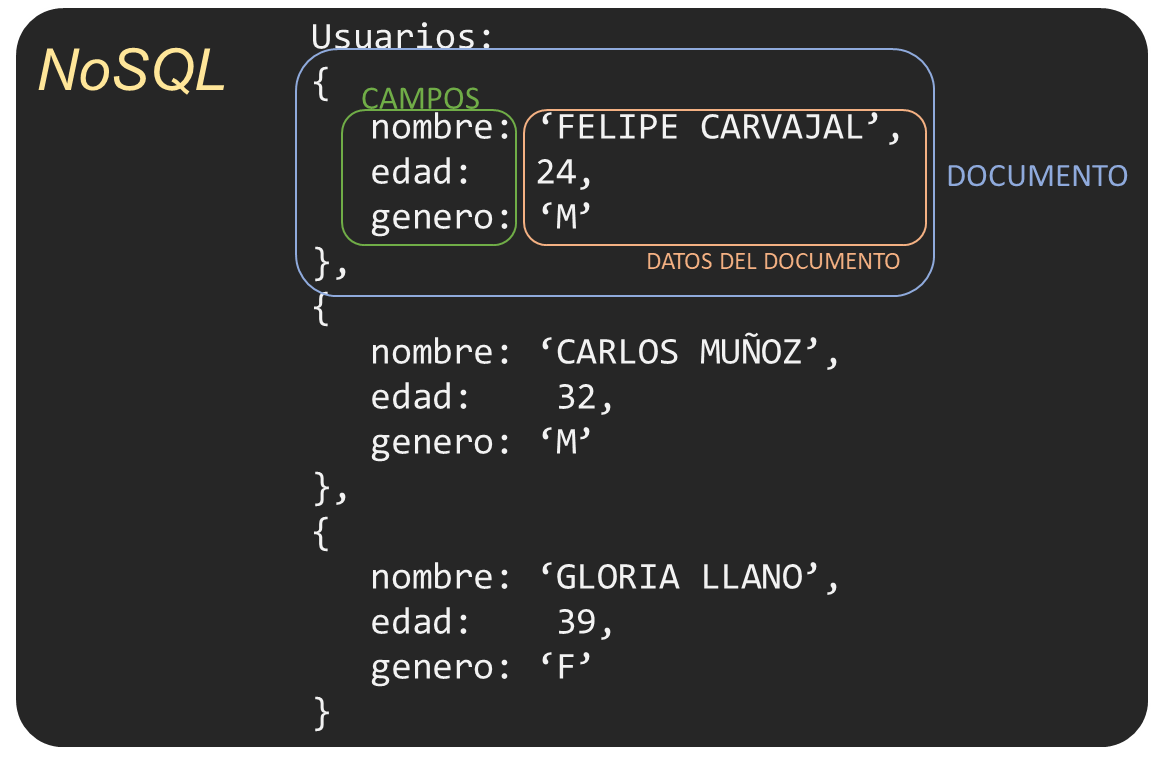 NoSQL
Usuarios:
{
CAMPOS
nombre: ‘FELIPE CARVAJAL’,
edad: 24,
genero: ‘M’
DOCUMENTO
},
DATOS DEL DOCUMENTO
{
nombre: ‘CARLOS MUÑOZ’,
edad: 32,
genero: ‘M’
},
{
nombre: ‘GLORIA LLANO’,
edad: 39,
genero: ‘F’
}